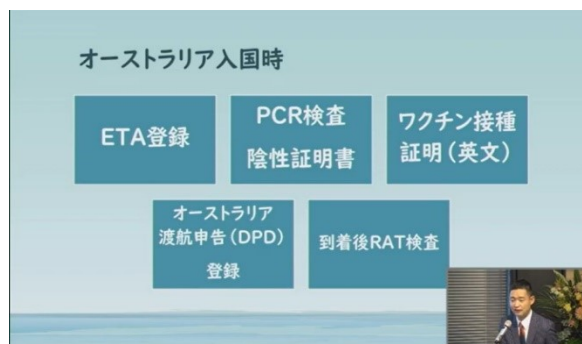 オーストラリア入国時
ETA登録
PCR検査
陰性証明書
ワクチン接種
証明(英文)
オーストラリア
渡航申告(DPD)
登録
到着後RAT検査